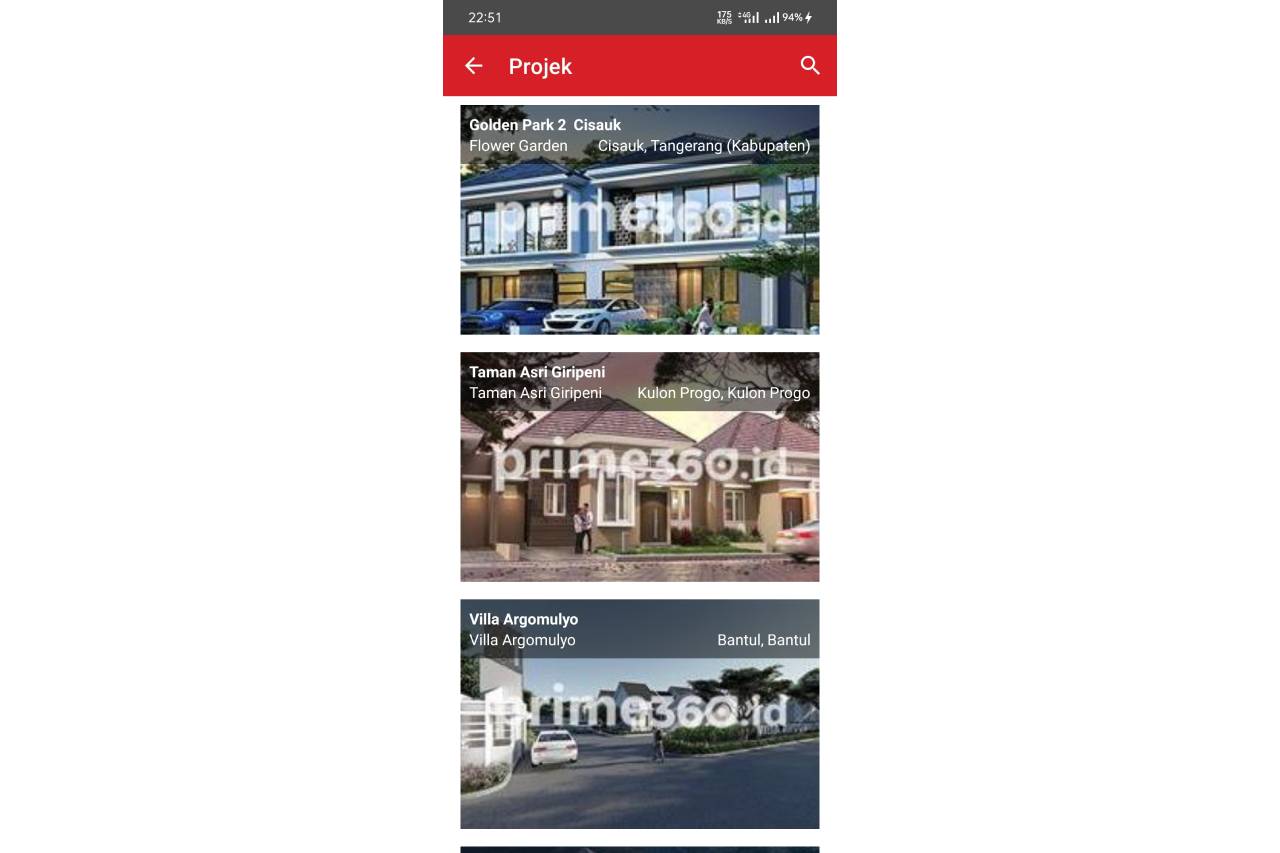 22:51 175 KB/S 4G 94%
Projek
Golden Park 2 Cisauk
Flower Garden Cisauk, Tangerang (Kabupaten)
prime360.id
Taman Asri Giripeni
Taman Asri Giripeni Kulon Progo, Kulon Progo
prime360.id
Villa Argomulyo
Villa Argomulyo Bantul, Bantul
prime360.id